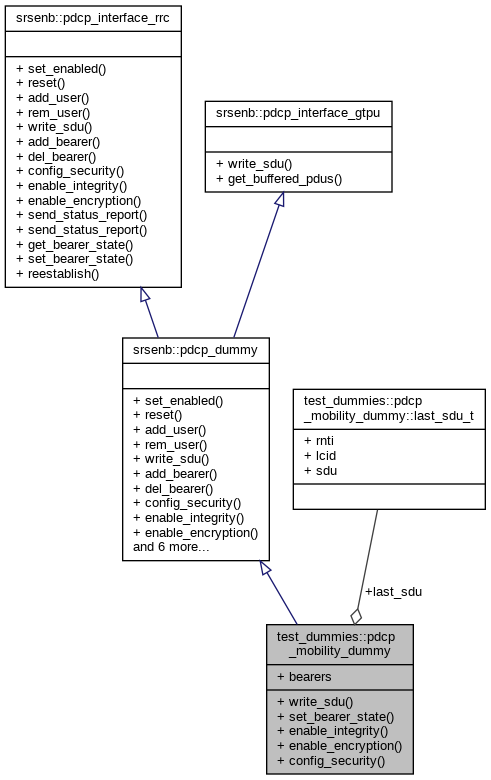 srsenb::pdcp_interface_rrc
+ set_enabled()
+ reset()
+ add_user()
+ rem_user()
+ write_sdu()
+ add_bearer()
+ del_bearer()
+ config_security()
+ enable_integrity()
+ enable_encryption()
+ send_status_report()
+ send_status_report()
+ get_bearer_state()
+ set_bearer_state()
+ reestablish()
srsenb::pdcp_interface_gtpu
+ write_sdu()
+ get_buffered_pdus()
srsenb::pdcp_dummy
+ set_enabled()
+ reset()
+ add_user()
+ rem_user()
+ write_sdu()
+ add_bearer()
+ del_bearer()
+ config_security()
+ enable_integrity()
+ enable_encryption()
and 6 more...
test_dummies::pdcp
_mobility_dummy::last_sdu_t
+ rnti
+ lcid
+ sdu
+last_sdu
test_dummies::pdcp
_mobility_dummy
+ bearers
+ write_sdu()
+ set_bearer_state()
+ enable_integrity()
+ enable_encryption()
+ config_security()